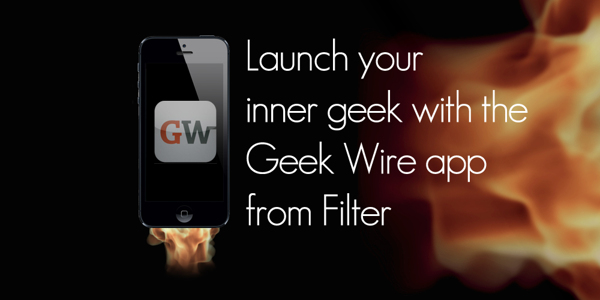 GW
Launch your
inner geek with the
Geek Wire app
from Filter